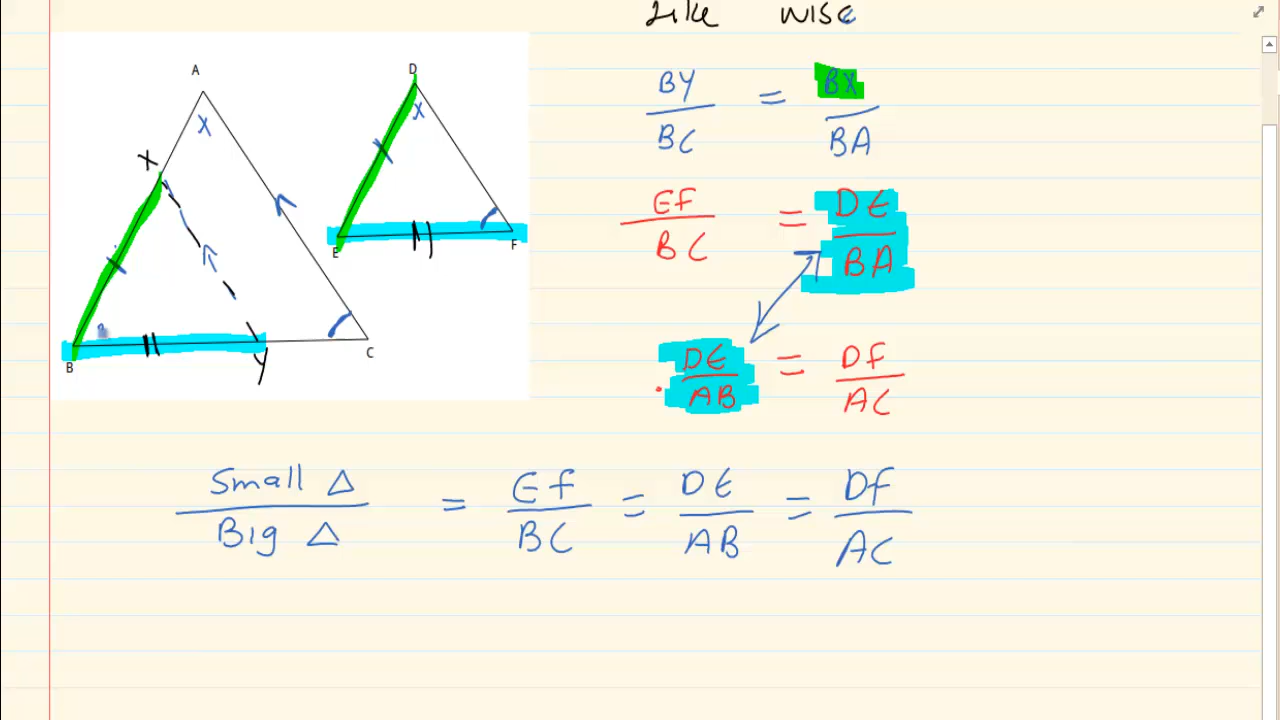 Like wise
A
D
X
X
X
E
F
B
Y
C
BY/BC = BX/BA
EF/BC = DE/BA
DE/AB = DF/AC
Small Δ/Big Δ = EF/BC = DE/AB = DF/AC